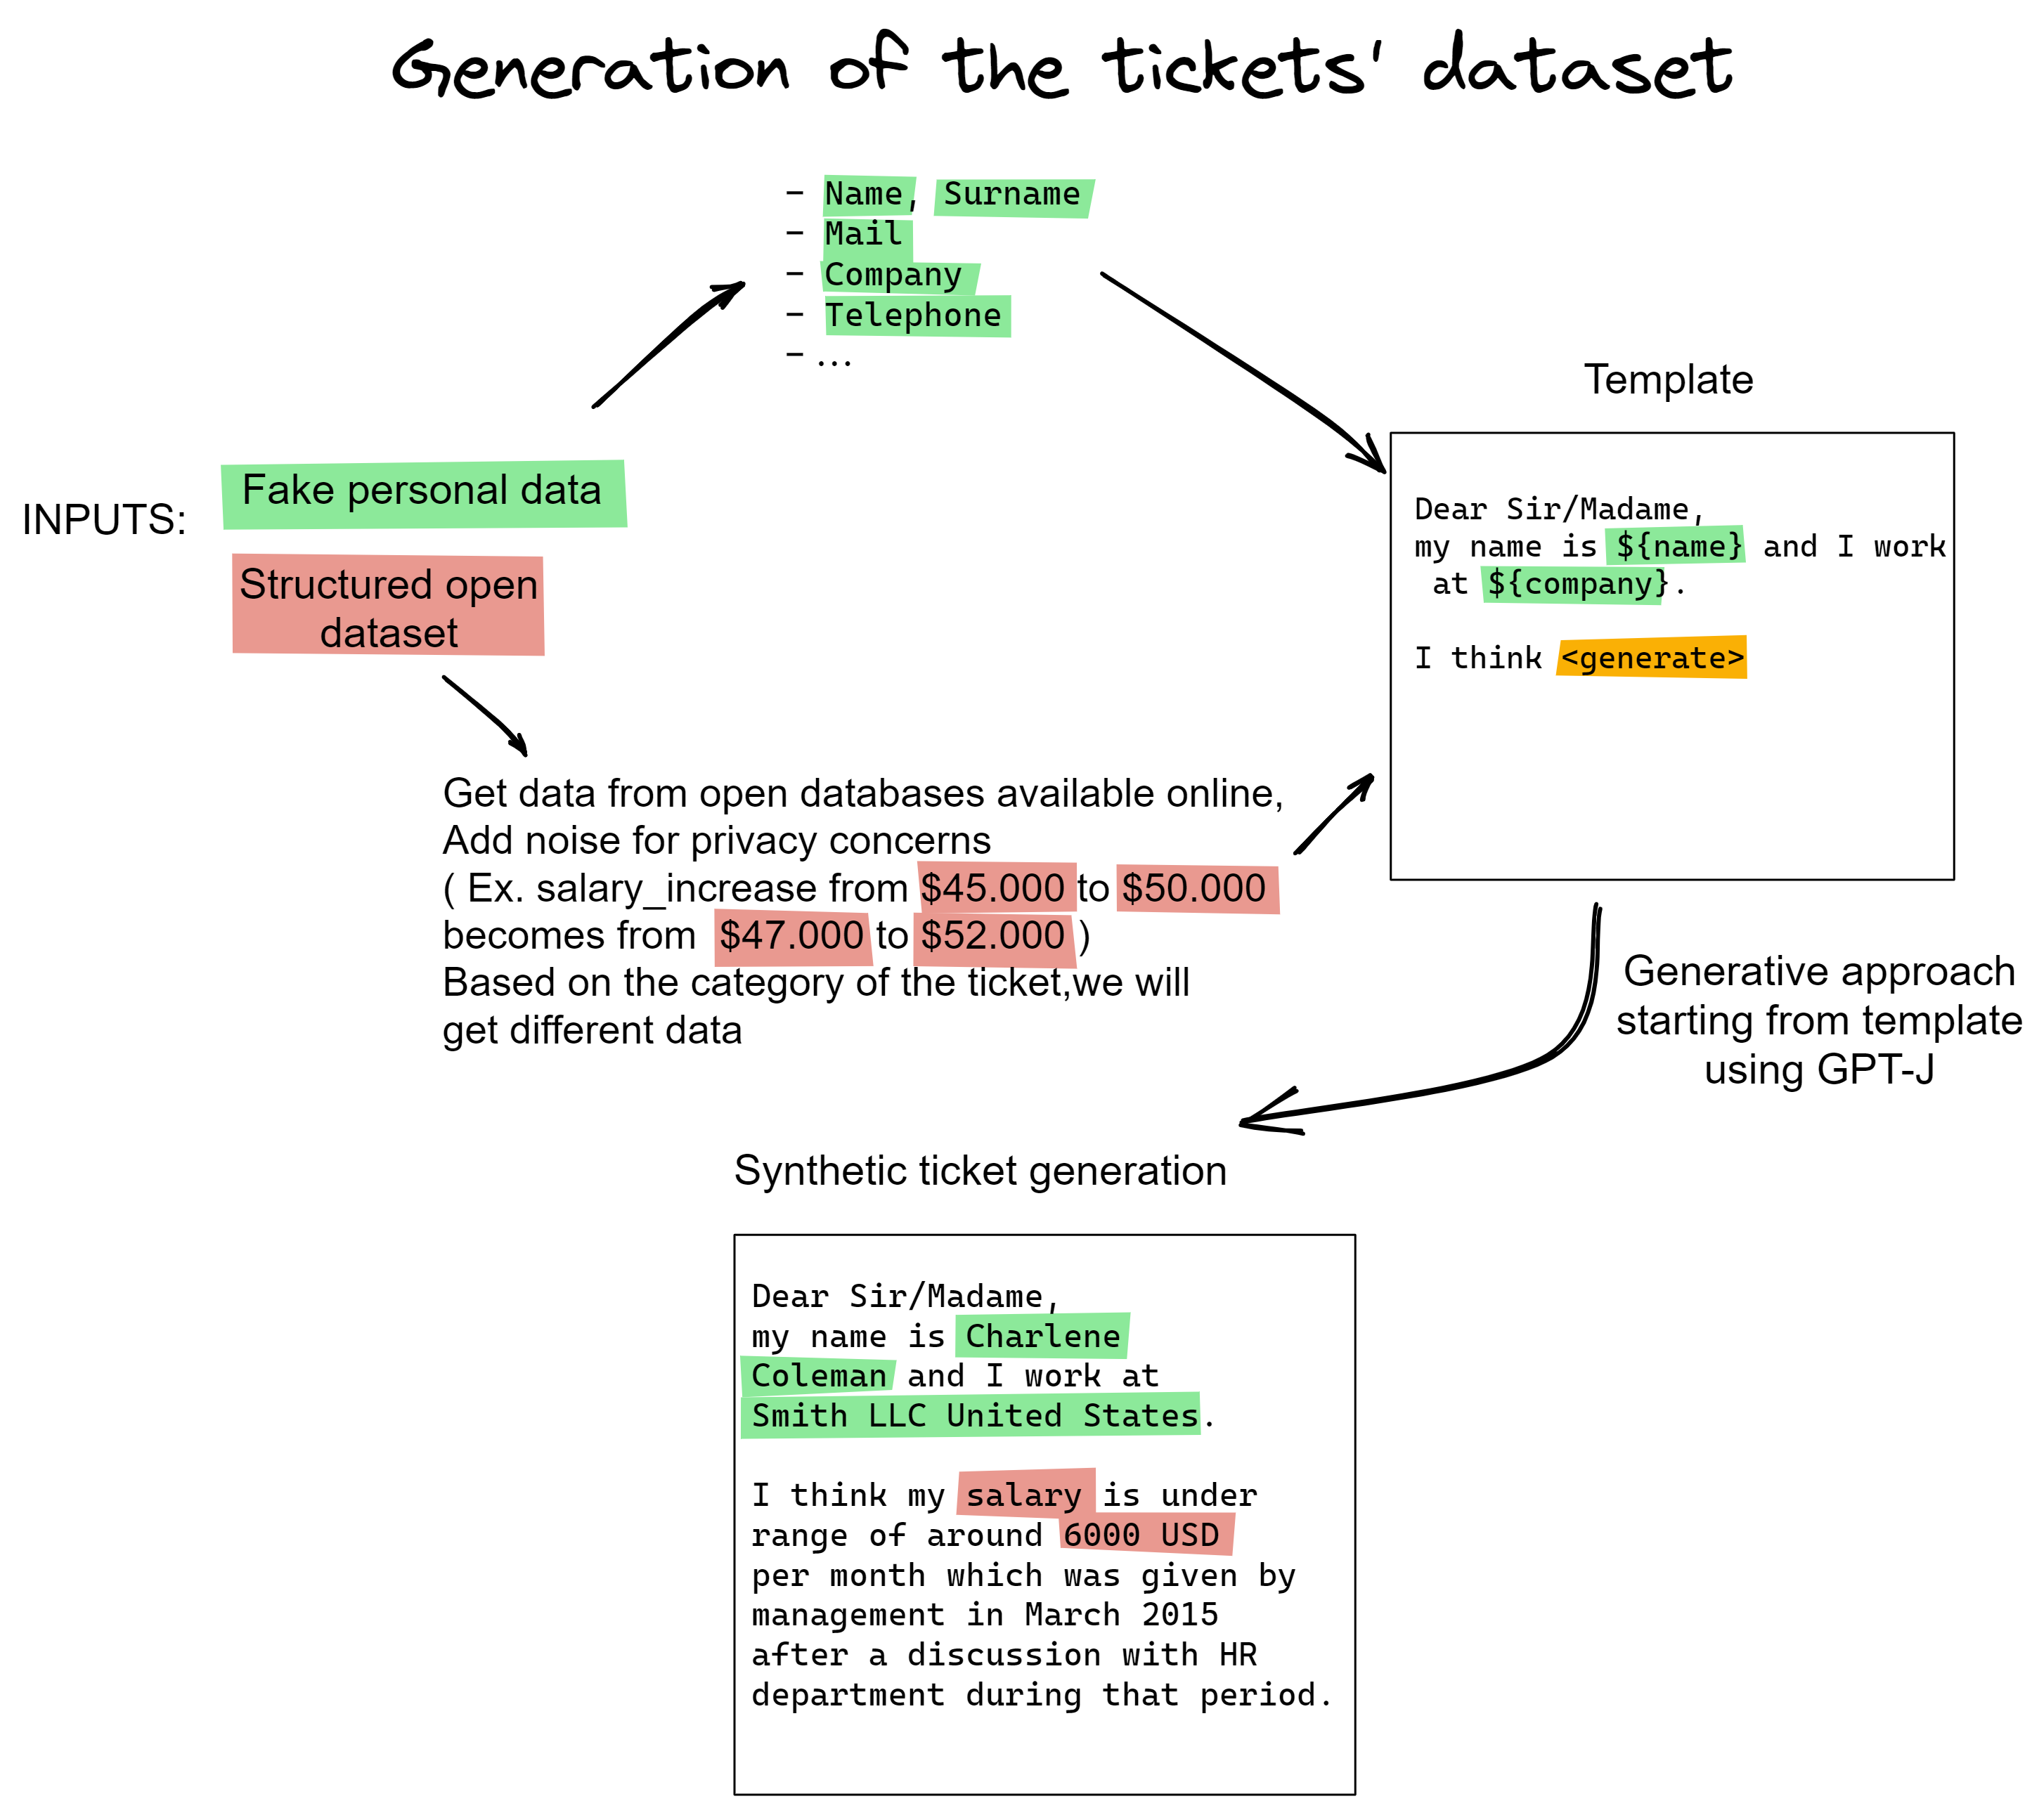 Generation of the tickets' dataset
- Name, Surname
- Mail
- Company
- Telephone
- ...
INPUTS:
Fake personal data
Structured open
dataset
Get data from open databases available online,
Add noise for privacy concerns
( Ex. salary_increase from $45.000 to $50.000
becomes from $47.000 to $52.000 )
Based on the category of the ticket,we will
get different data
Template
Dear Sir/Madame,
my name is ${name} and I work
at ${company}.
I think <generate>
Generative approach
starting from template
using GPT-J
Synthetic ticket generation
Dear Sir/Madame,
my name is Charlene
Coleman and I work at
Smith LLC United States.
I think my salary is under
range of around 6000 USD
per month which was given by
management in March 2015
after a discussion with HR
department during that period.